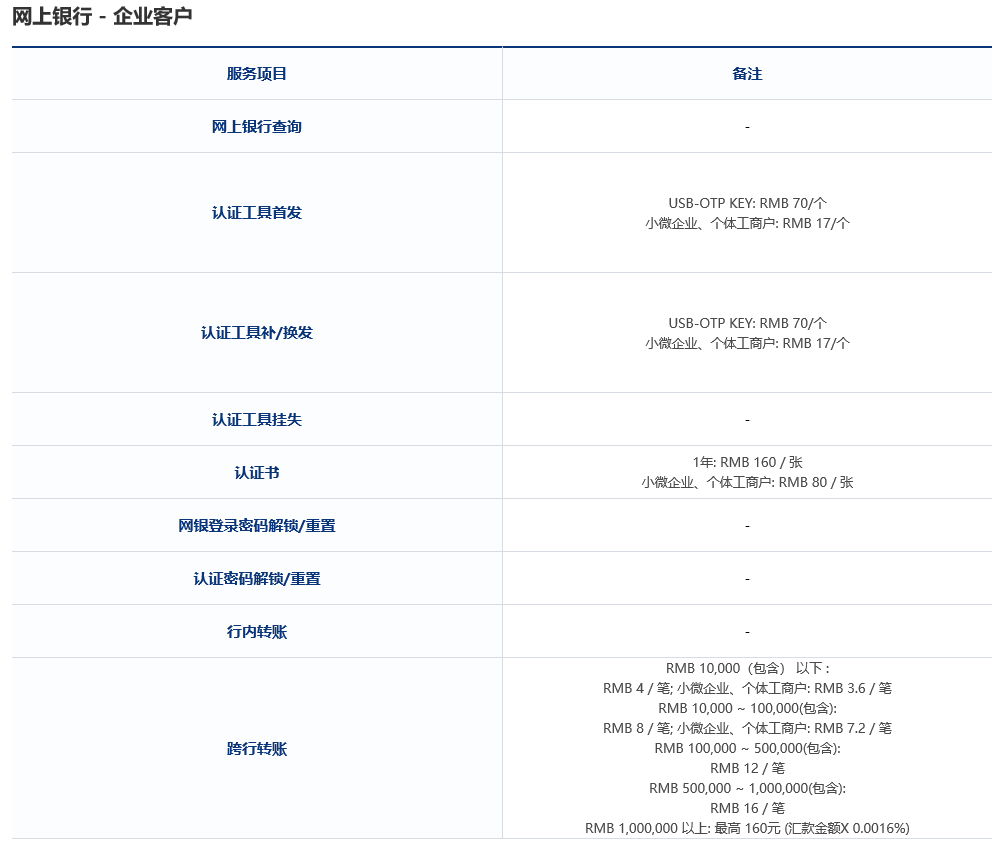 网上银行 - 企业客户
服务项目
备注
网上银行查询
-
认证工具首发
USB-OTP KEY: RMB 70/个
小微企业、个体工商户: RMB 17/个
认证工具补/换发
USB-OTP KEY: RMB 70/个
小微企业、个体工商户: RMB 17/个
认证工具挂失
-
认证书
1年: RMB 160 / 张
小微企业、个体工商户: RMB 80 / 张
网银登录密码解锁/重置
-
认证密码解锁/重置
-
行内转账
-
跨行转账
RMB 10,000（包含） 以下 :
RMB 4 / 笔; 小微企业、个体工商户: RMB 3.6 / 笔
RMB 10,000 ~ 100,000(包含):
RMB 8 / 笔; 小微企业、个体工商户: RMB 7.2 / 笔
RMB 100,000 ~ 500,000(包含):
RMB 12 / 笔
RMB 500,000 ~ 1,000,000(包含):
RMB 16 / 笔
RMB 1,000,000 以上: 最高 160元 (汇款金额X 0.0016%)